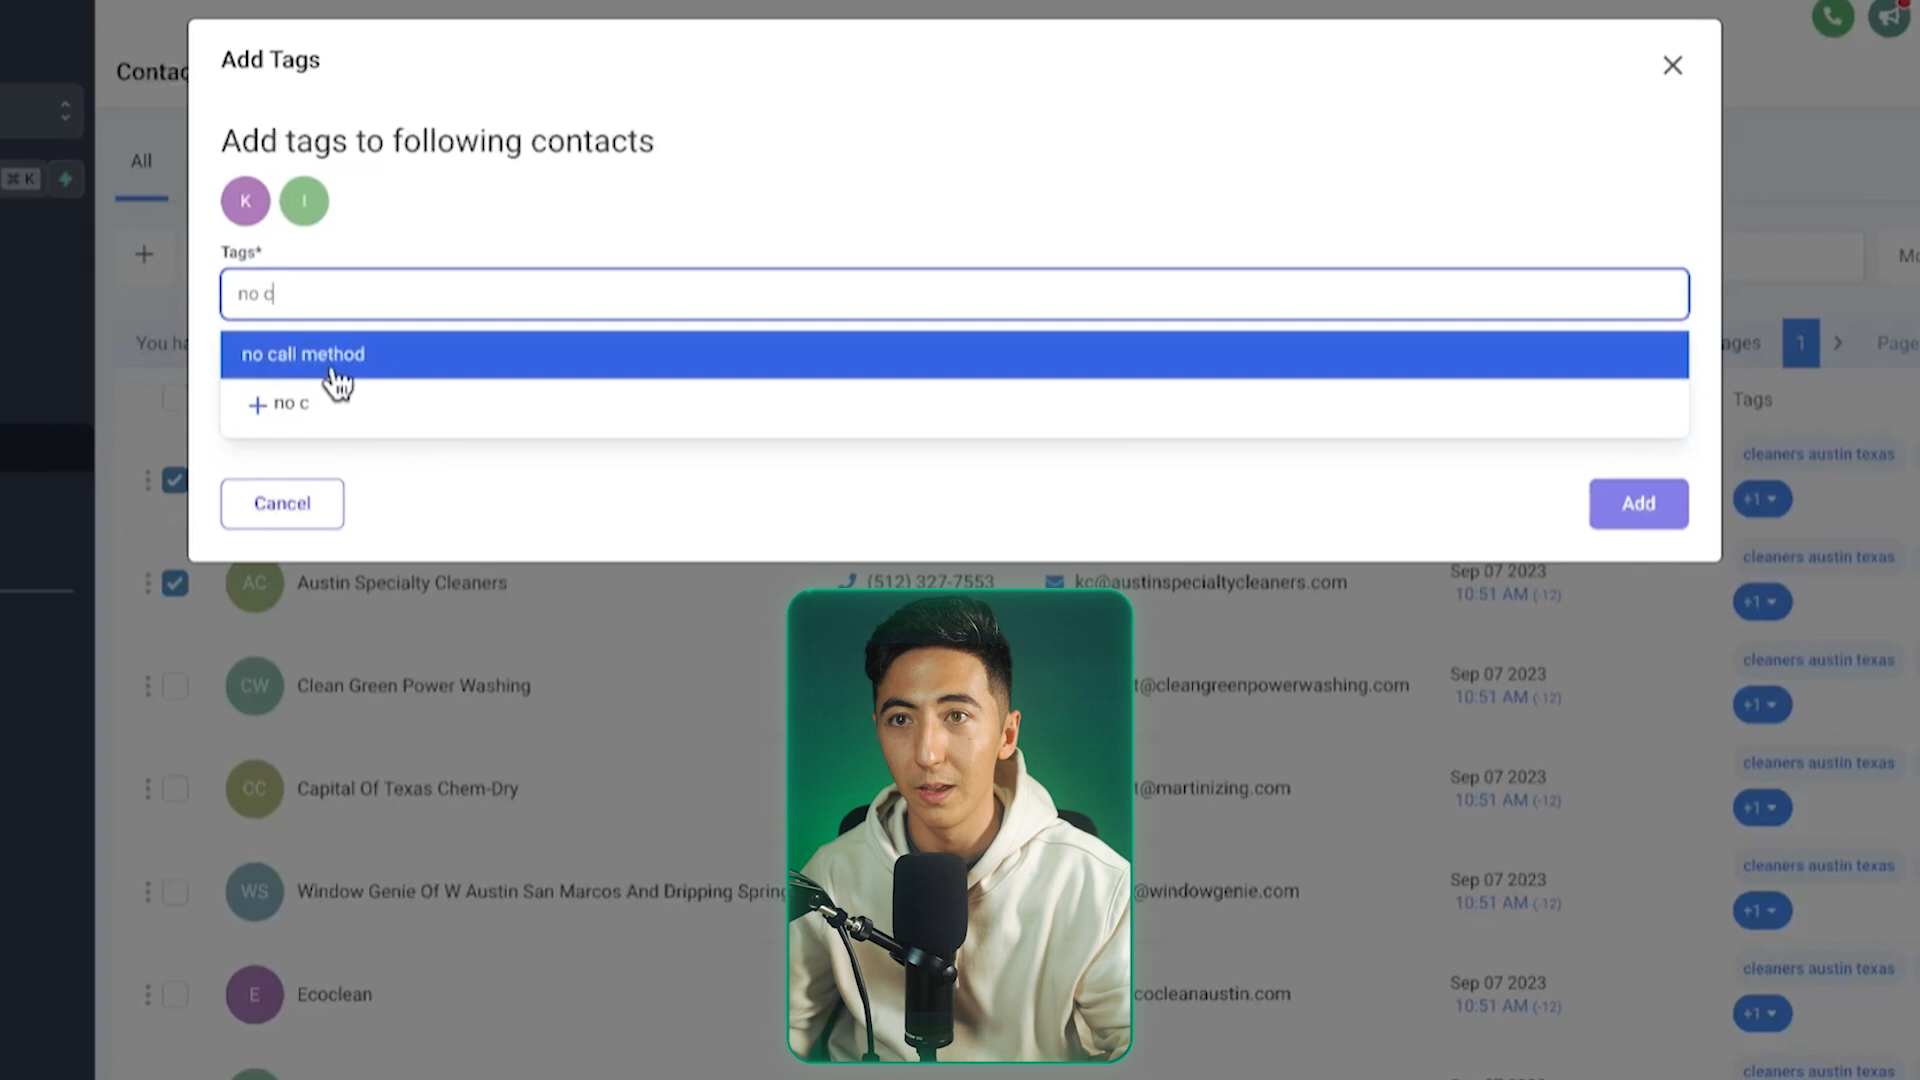 Add Tags
Contac
Add tags to following contacts
All
⌘ K
K I
Tags*
no c
Mo
no call method
+ no c
You ha
ages 1 > Page
Tags
Cancel
Add
cleaners austin texas
+1
AC Austin Specialty Cleaners (512) 327-7553 kc@austinspecialtycleaners.com Sep 07 2023 cleaners austin texas
10:51 AM (-12) +1
CW Clean Green Power Washing t@cleangreenpowerwashing.com Sep 07 2023 cleaners austin texas
10:51 AM (-12) +1
CC Capital Of Texas Chem-Dry t@martinizing.com Sep 07 2023 cleaners austin texas
10:51 AM (-12) +1
WS Window Genie Of W Austin San Marcos And Dripping Spring @windowgenie.com Sep 07 2023 cleaners austin texas
10:51 AM (-12) +1
E Ecoclean cocleanaustin.com Sep 07 2023 cleaners austin texas
10:51 AM (-12) +1
cleaners austin texas